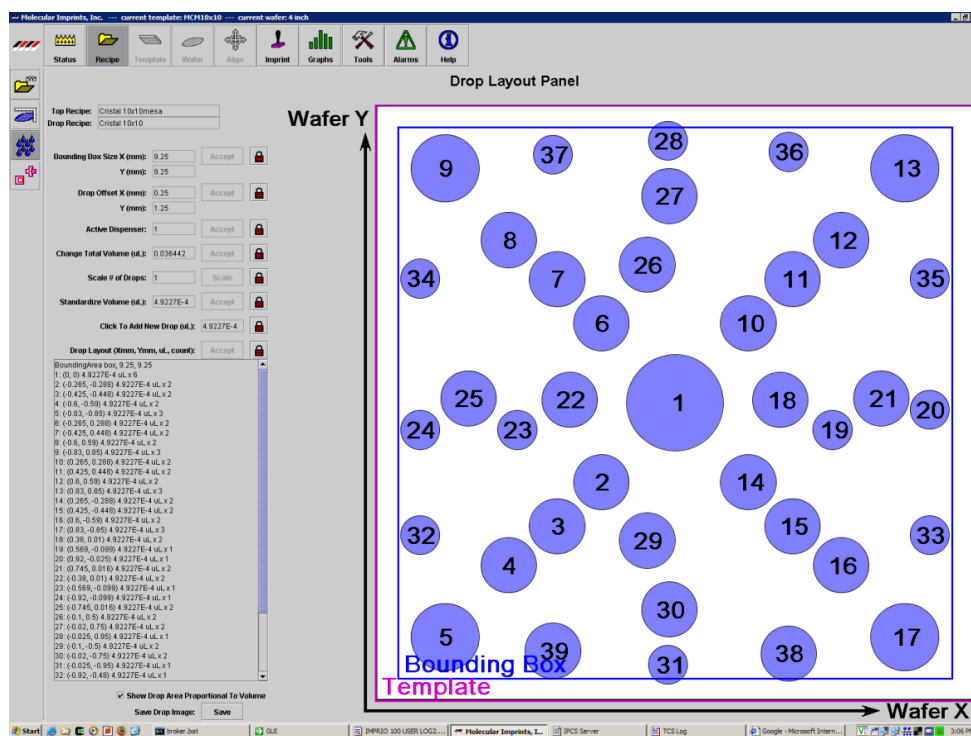 Molecular Imprints, Inc. --- current template: MCM10x10 --- current wafer: 4 inch
Status Recipe Template Wafer Align Imprint Graphs Tools Alarms Help
Drop Layout Panel
Top Recipe: Cristal 10x10mesa
Drop Recipe: Cristal 10x10
Bounding Box Size X (mm): 9.25 Accept
Y (mm): 9.25
Drop Offset X (mm): 0.25 Accept
Y (mm): 1.25
Active Dispenser: 1 Accept
Change Total Volume (uL): 0.036442 Accept
Scale # of Drops: 1 Scale
Standardize Volume (uL): 4.9227E-4 Accept
Click To Add New Drop (uL): 4.9227E-4
Drop Layout (Xmm, Ymm, uL, count): Accept
BoundingArea box, 9.25, 9.25
1: (0, 0) 4.9227E-4 uL x 6
2: (-0.265, -0.288) 4.9227E-4 uL x 2
3: (-0.425, -0.448) 4.9227E-4 uL x 2
4: (-0.6, -0.59) 4.9227E-4 uL x 2
5: (-0.83, -0.85) 4.9227E-4 uL x 3
6: (-0.265, 0.288) 4.9227E-4 uL x 2
7: (-0.425, 0.448) 4.9227E-4 uL x 2
8: (-0.6, 0.59) 4.9227E-4 uL x 2
9: (-0.83, 0.85) 4.9227E-4 uL x 3
10: (0.265, 0.288) 4.9227E-4 uL x 2
11: (0.425, 0.448) 4.9227E-4 uL x 2
12: (0.6, 0.59) 4.9227E-4 uL x 2
13: (0.83, 0.85) 4.9227E-4 uL x 3
14: (0.265, -0.288) 4.9227E-4 uL x 2
15: (0.425, -0.448) 4.9227E-4 uL x 2
16: (0.6, -0.59) 4.9227E-4 uL x 2
17: (0.83, -0.85) 4.9227E-4 uL x 3
18: (0.38, 0.01) 4.9227E-4 uL x 2
19: (0.569, -0.099) 4.9227E-4 uL x 1
20: (0.92, -0.025) 4.9227E-4 uL x 1
21: (0.745, 0.016) 4.9227E-4 uL x 2
22: (-0.38, 0.01) 4.9227E-4 uL x 2
23: (-0.569, -0.099) 4.9227E-4 uL x 1
24: (-0.92, -0.099) 4.9227E-4 uL x 1
25: (-0.745, 0.016) 4.9227E-4 uL x 2
26: (-0.1, 0.5) 4.9227E-4 uL x 2
27: (-0.02, 0.75) 4.9227E-4 uL x 2
28: (-0.025, 0.95) 4.9227E-4 uL x 1
29: (-0.1, -0.5) 4.9227E-4 uL x 2
30: (-0.02, -0.75) 4.9227E-4 uL x 2
31: (-0.025, -0.95) 4.9227E-4 uL x 1
32: (-0.92, -0.48) 4.9227E-4 uL x 1
Show Drop Area Proportional To Volume
Save Drop Image: Save
Wafer Y
28
37 36
9 13
27
8 12
26
34 7 11 35
6 10
25 22 1 18 21 20
24 23 19
2 14
3 15
32 29 33
4 16
30
5 17
39 38
31
Bounding Box
Template
Wafer X
Start broker.bat GUI IMPRIO 100 USER LOG2.... Molecular Imprints, I... IPCS Server TCS Log Google - Microsoft Intern... 3:06 PM